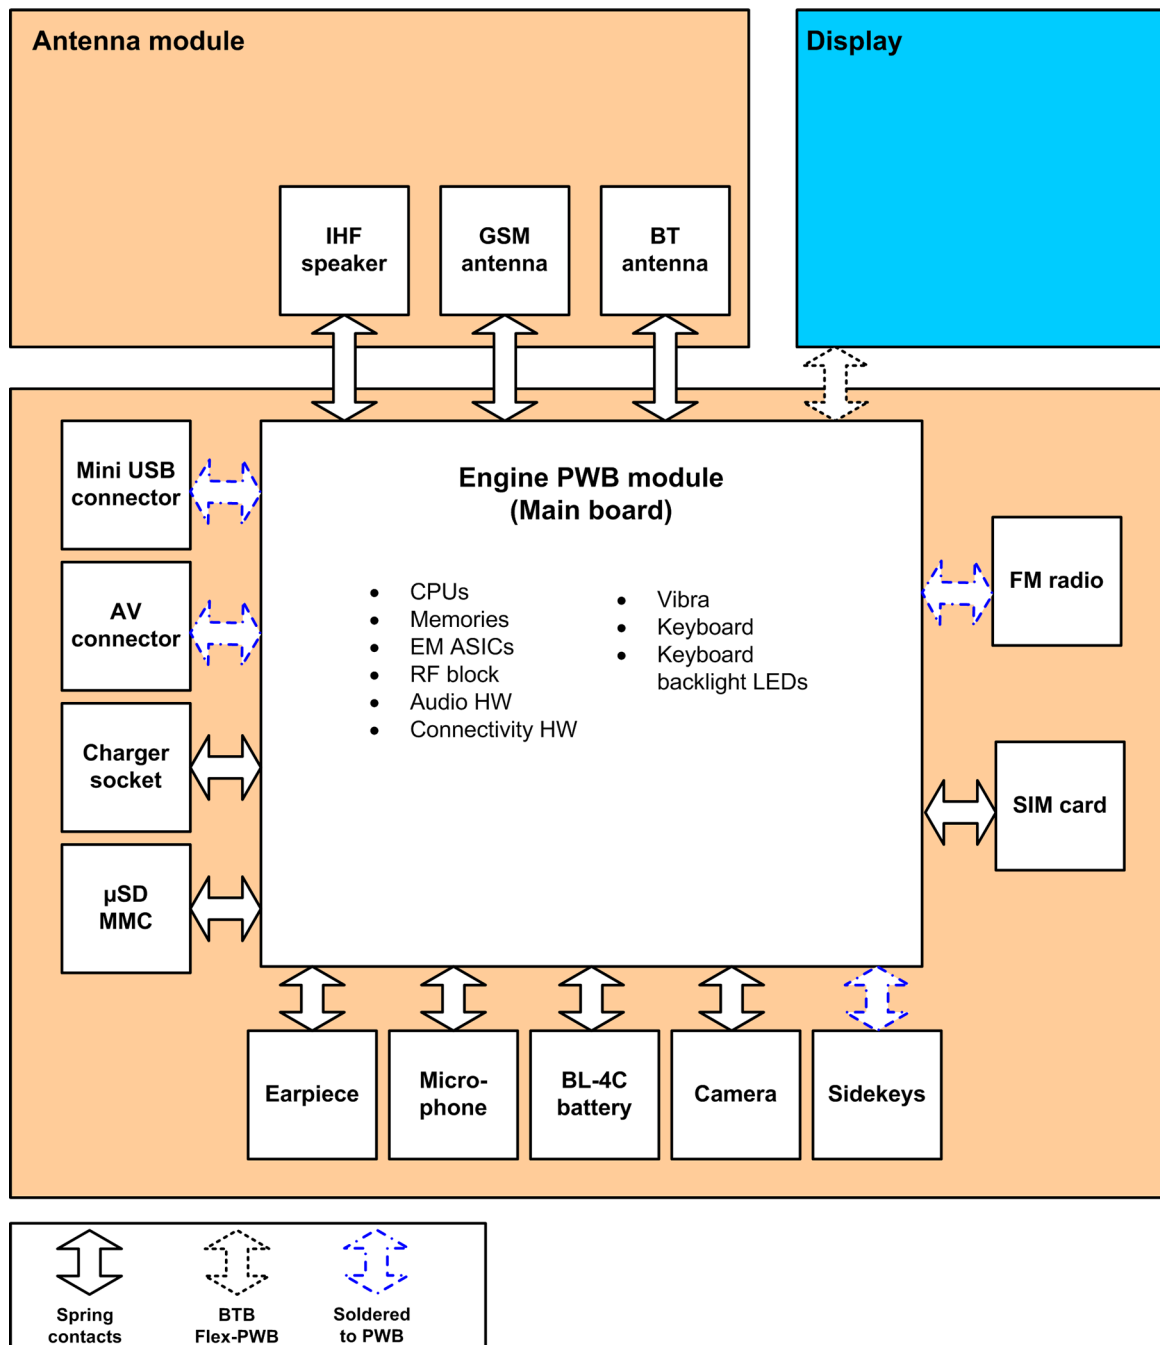 Antenna module
Display
IHF
speaker
GSM
antenna
BT
antenna
Mini USB
connector
AV
connector
Charger
socket
µSD
MMC
Engine PWB module
(Main board)
• CPUs
• Memories
• EM ASICs
• RF block
• Audio HW
• Connectivity HW
• Vibra
• Keyboard
• Keyboard
backlight LEDs
FM radio
SIM card
Earpiece
Micro-
phone
BL-4C
battery
Camera
Sidekeys
Spring
contacts
BTB
Flex-PWB
Soldered
to PWB